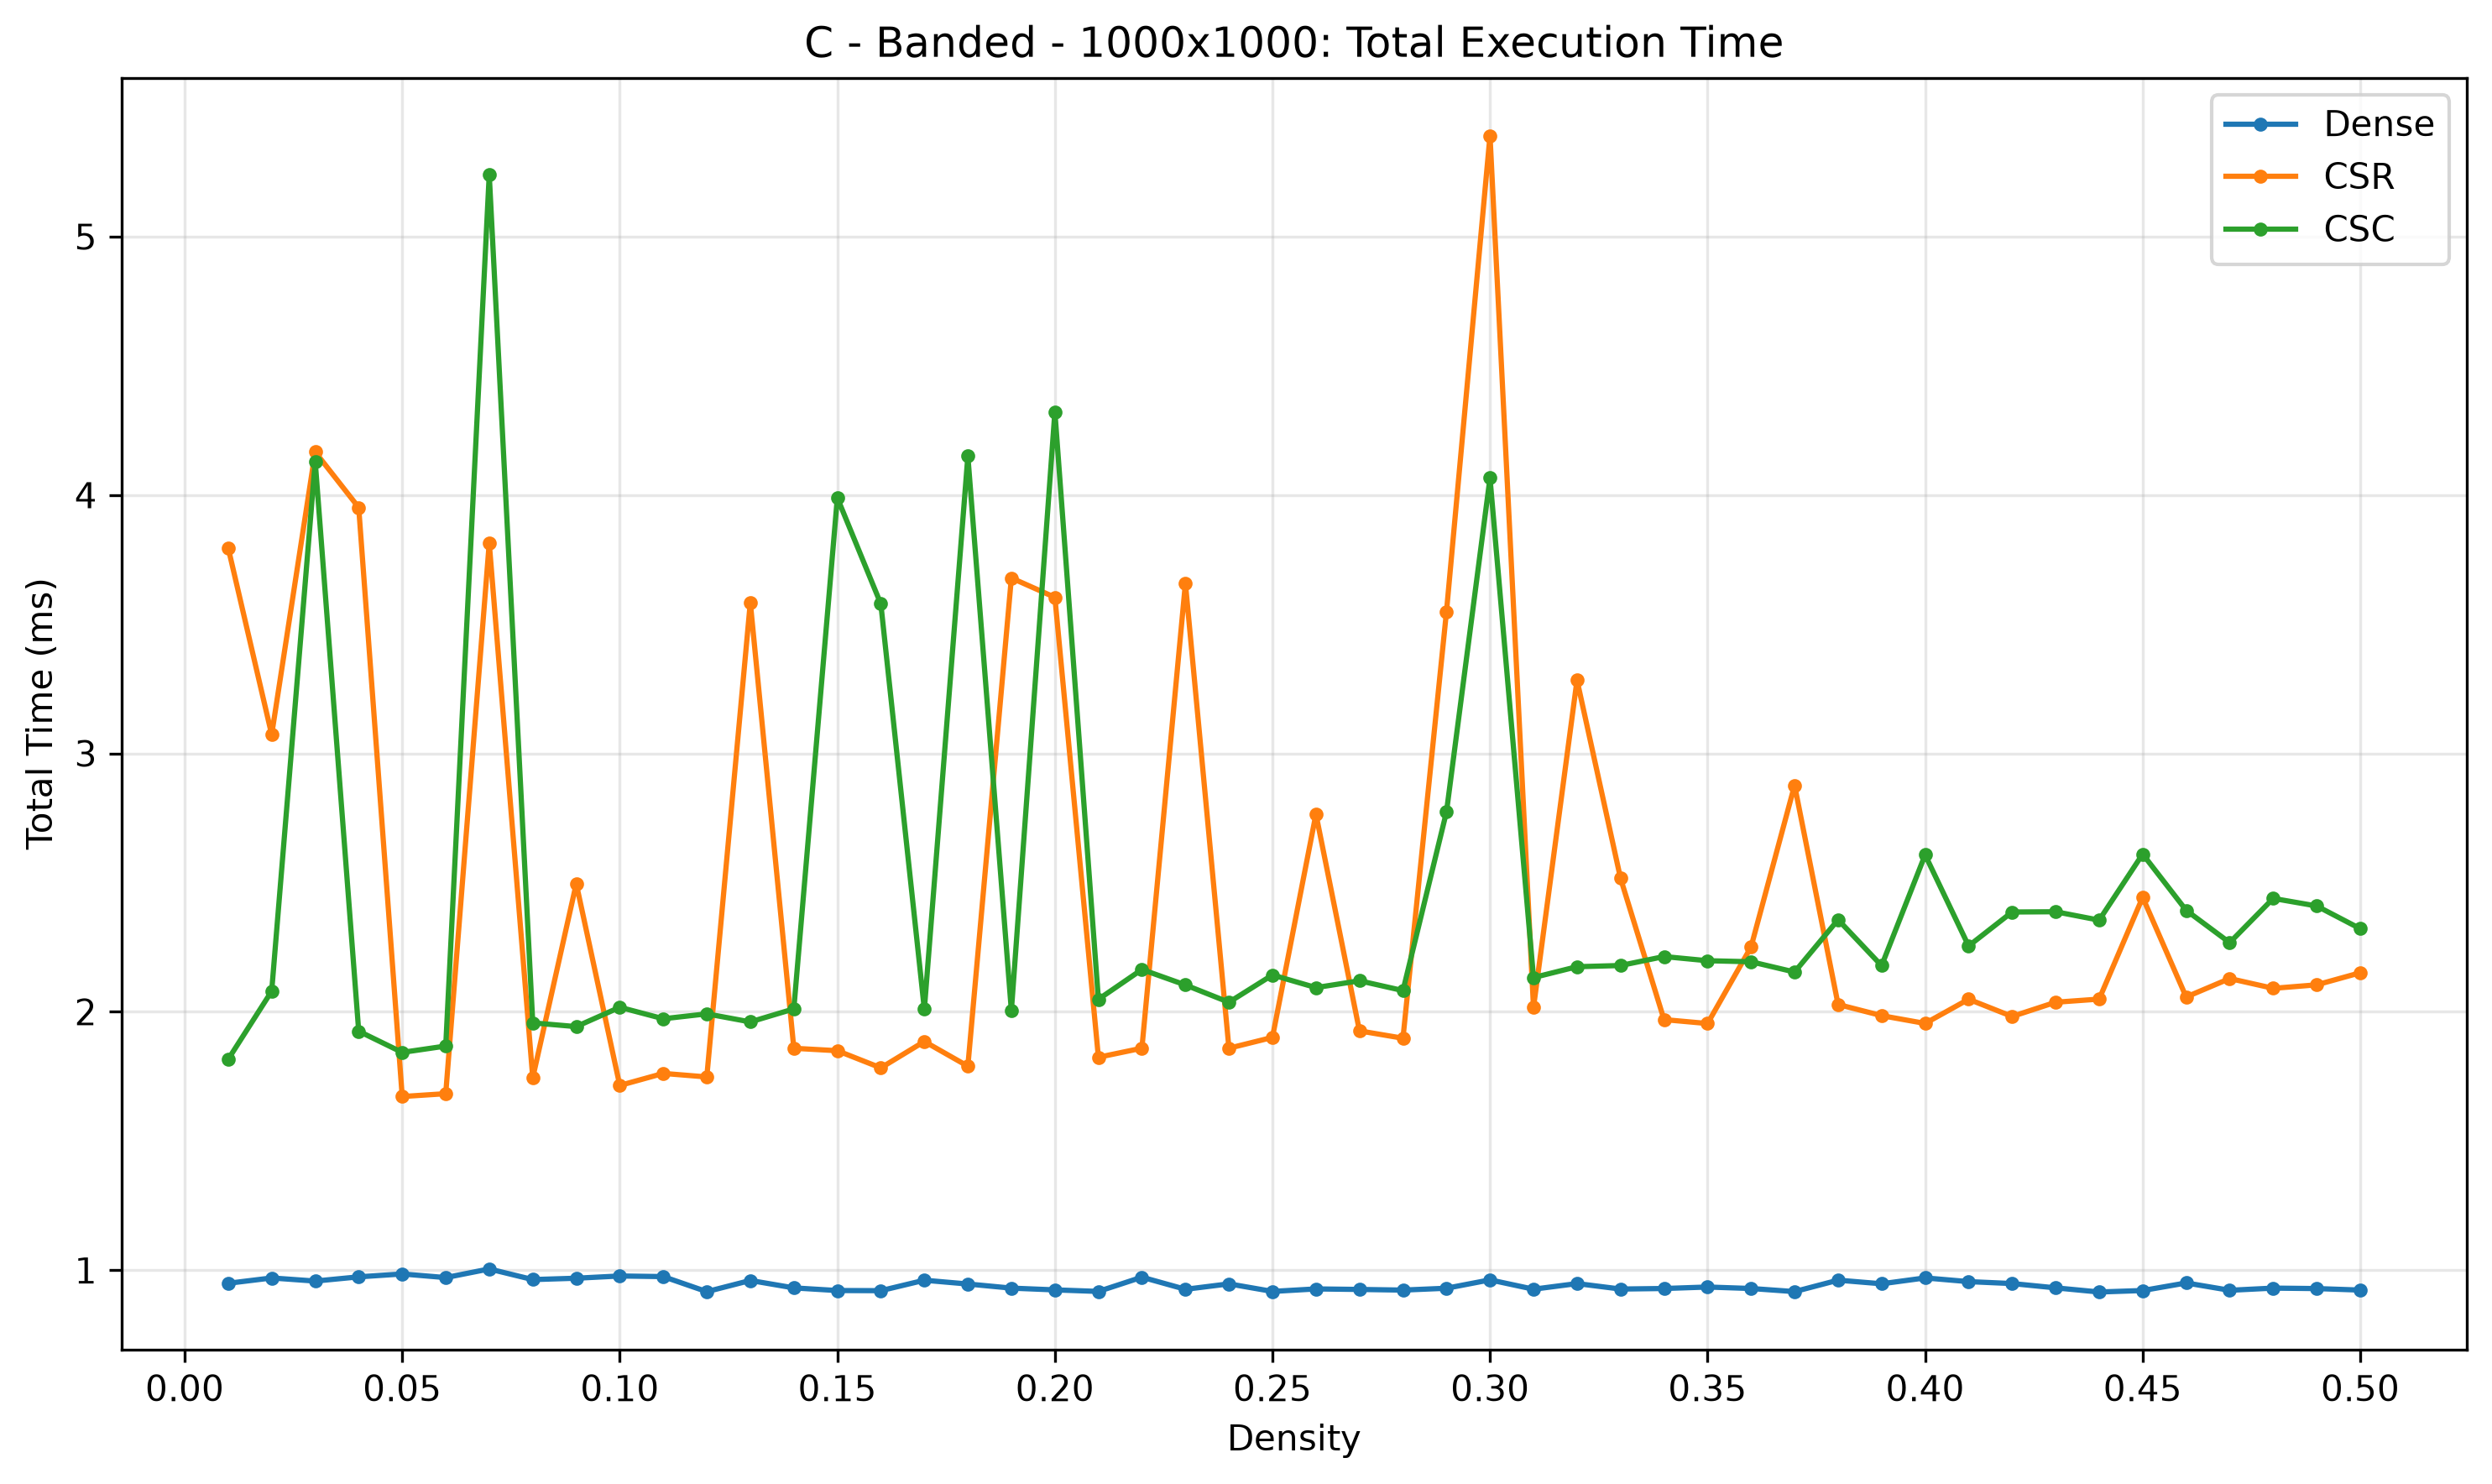 C - Banded - 1000x1000: Total Execution Time
Dense
CSR
CSC
Total Time (ms)
5
4
3
2
1
0.00 0.05 0.10 0.15 0.20 0.25 0.30 0.35 0.40 0.45 0.50
Density